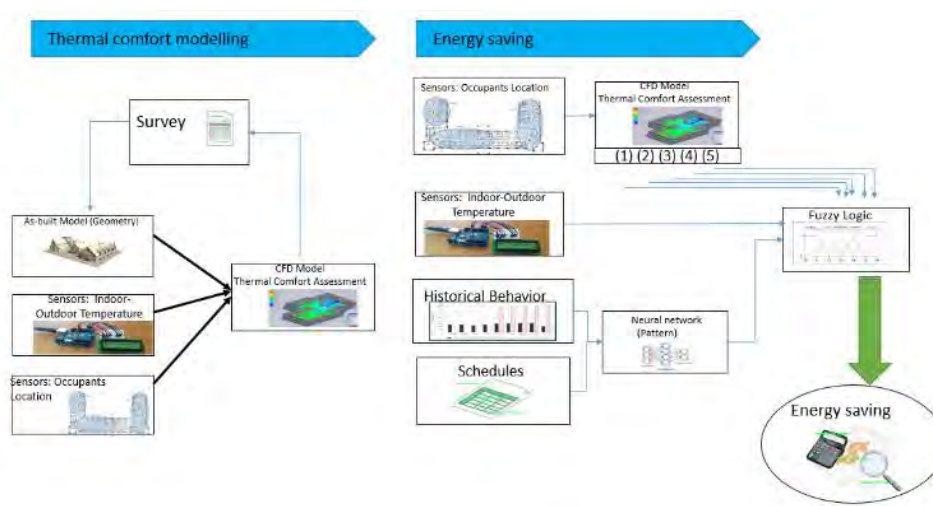 Thermal comfort modelling
Energy saving
Survey
As-built Model (Geometry)
Sensors: Indoor-
Outdoor Temperature
Sensors: Occupants
Location
CFD Model
Thermal Comfort Assessment
Sensors: Occupants Location
CFD Model
Thermal Comfort Assessment
(1) (2) (3) (4) (5)
Sensors: Indoor-Outdoor
Temperature
Historical Behavior
Schedules
Neural network
(Pattern)
Fuzzy Logic
Energy saving